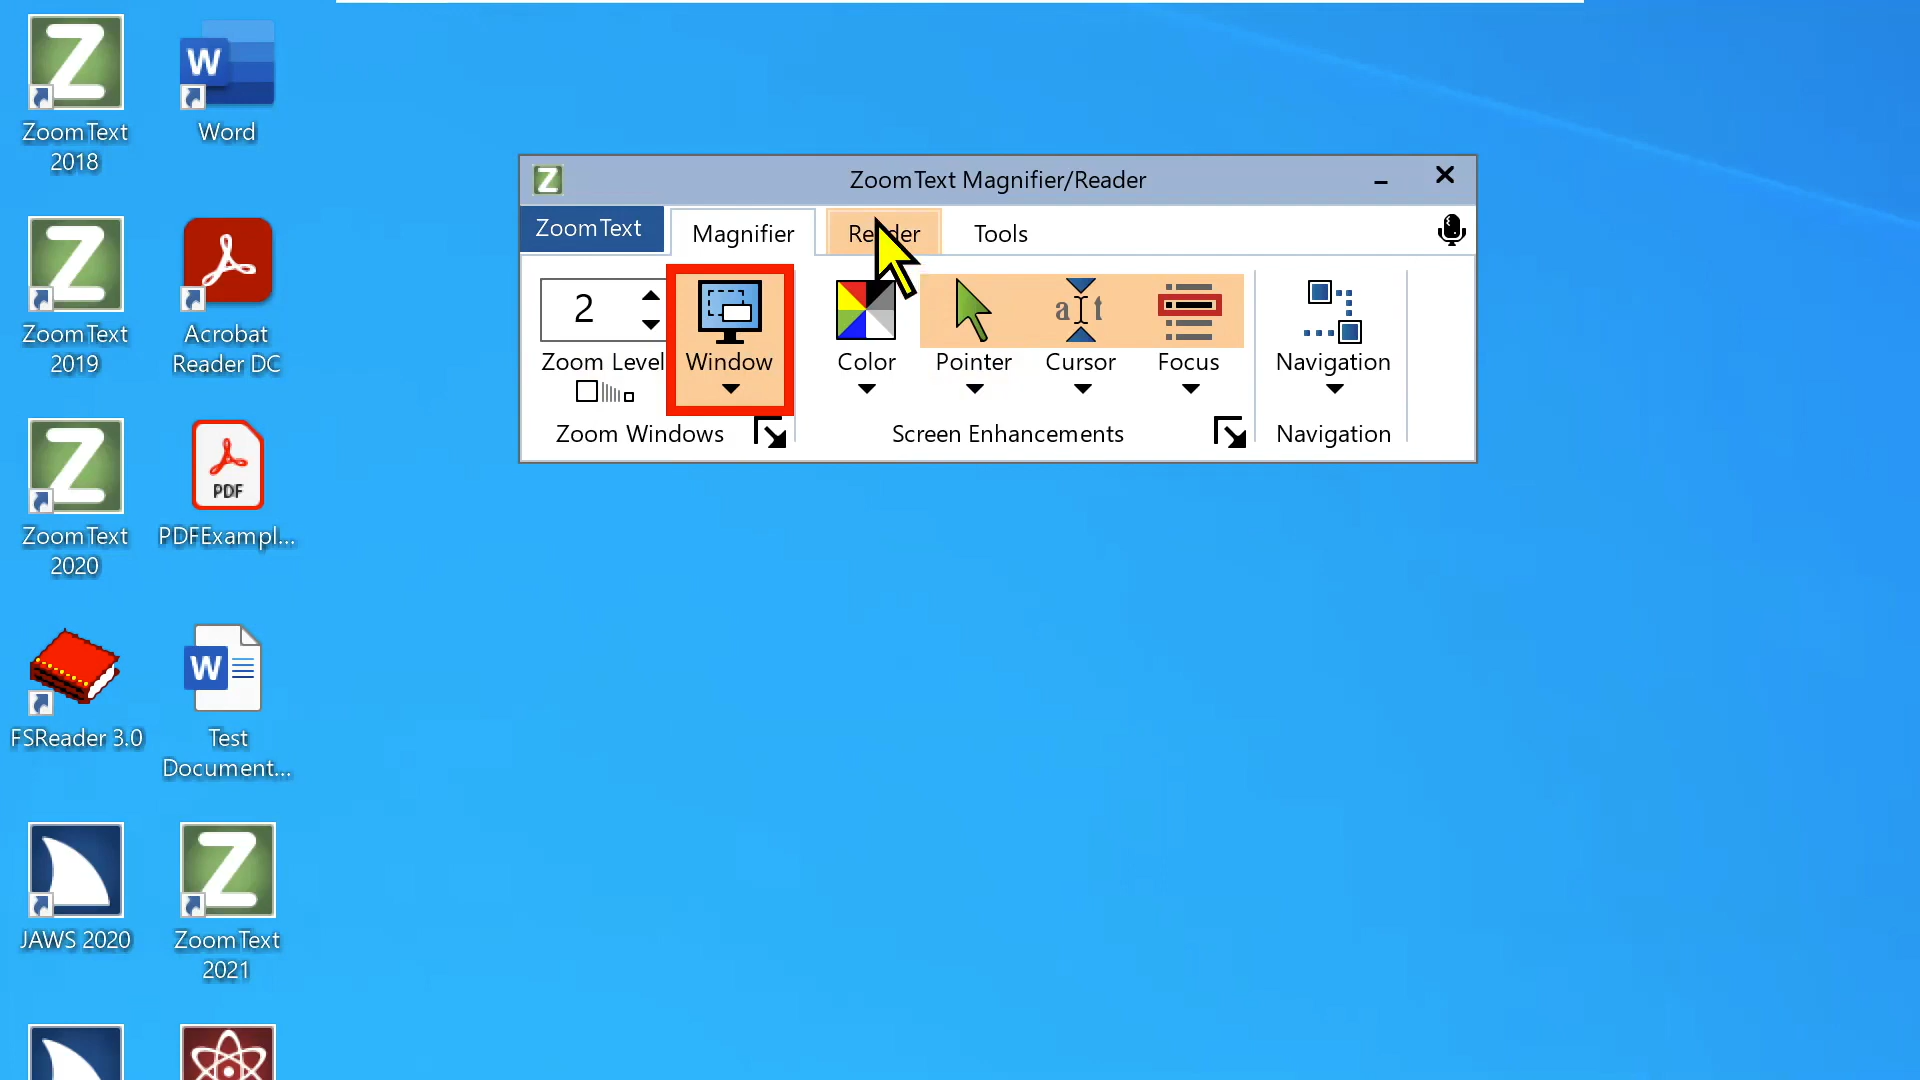 ZoomText
2018
Word
ZoomText
2019
Acrobat
Reader DC
ZoomText
2020
PDF
PDFExampl...
FSReader 3.0
W
Test
Document...
JAWS 2020
ZoomText
2021
Z
ZoomText Magnifier/Reader
ZoomText
Magnifier
Reader
Tools
2
Zoom Level
Window
Color
Pointer
a t
Cursor
Focus
Navigation
Zoom Windows
Screen Enhancements
Navigation